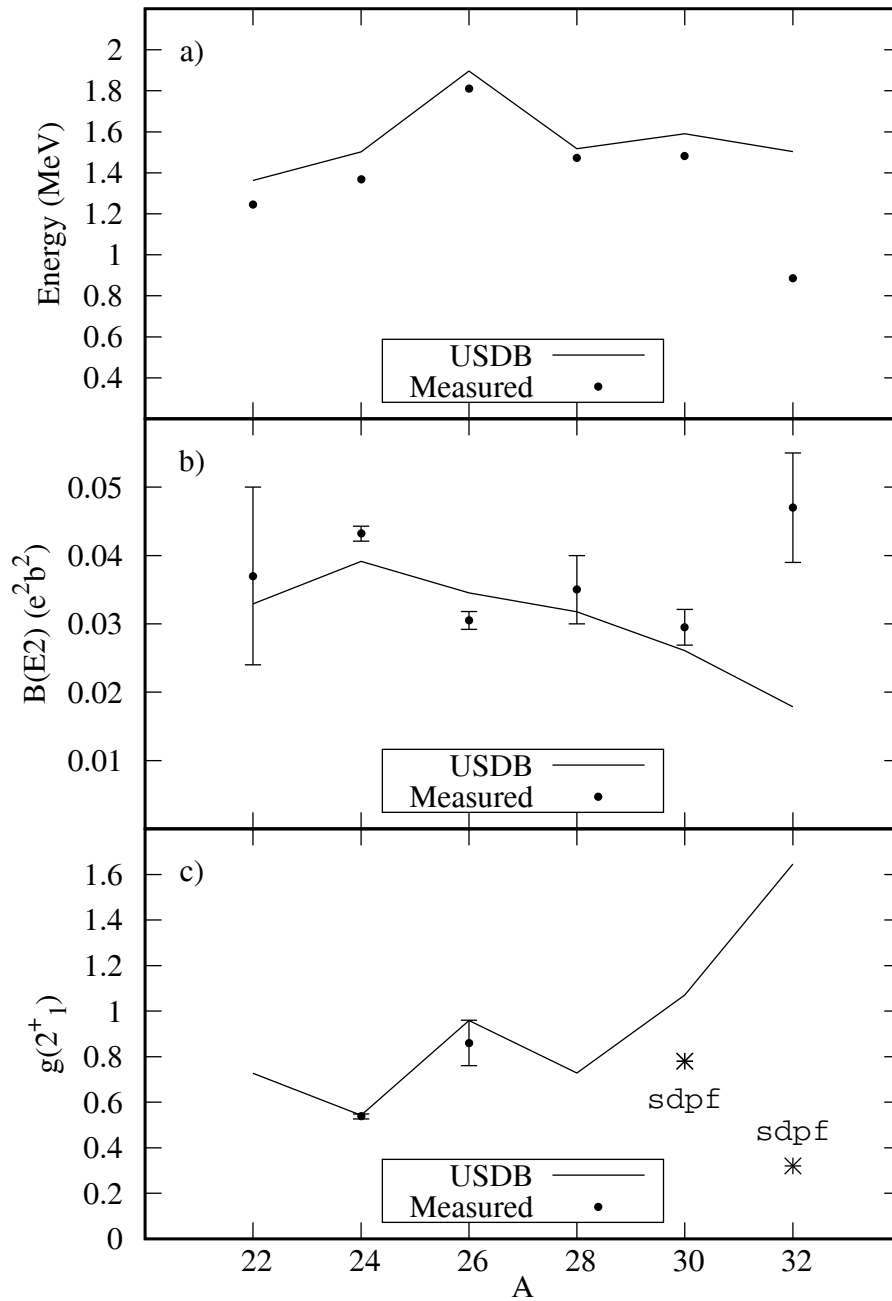 a)
2
1.8
1.6
1.4
1.2
1
0.8
0.6
0.4
Energy (MeV)
USDB
Measured
b)
0.05
0.04
0.03
0.02
0.01
B(E2) (e²b²)
USDB
Measured
c)
1.6
1.4
1.2
1
0.8
0.6
0.4
0.2
0
g(2⁺₁)
sdpf
sdpf
USDB
Measured
22 24 26 28 30 32
A